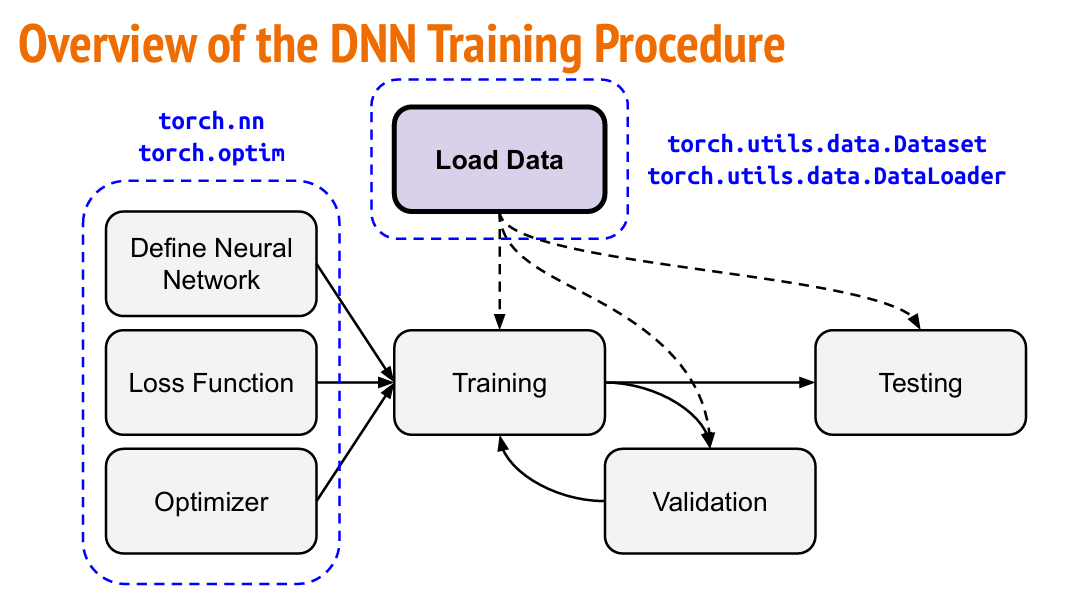 Overview of the DNN Training Procedure
torch.nn
torch.optim
Load Data
torch.utils.data.Dataset
torch.utils.data.DataLoader
Define Neural
Network
Loss Function
Optimizer
Training
Validation
Testing